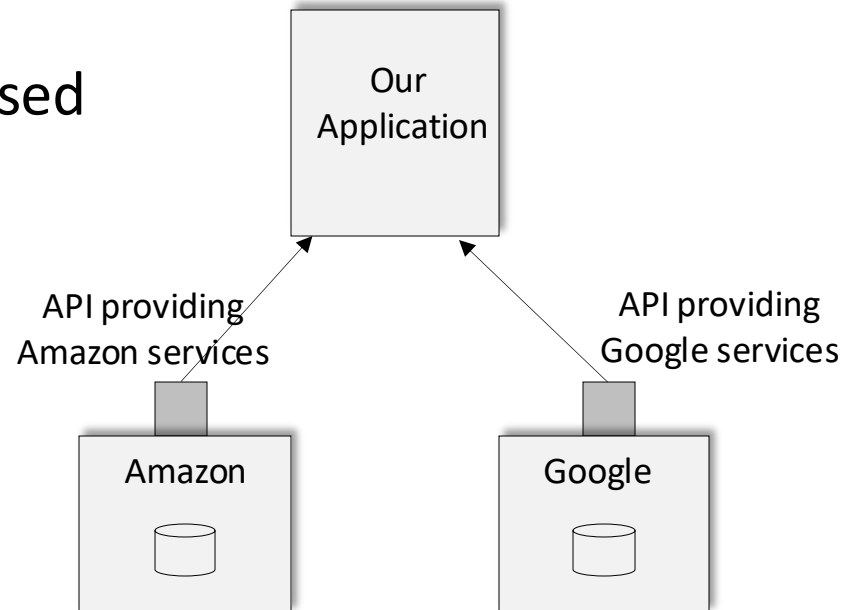 sed
Our
Application
API providing
Amazon services
API providing
Google services
Amazon
Google